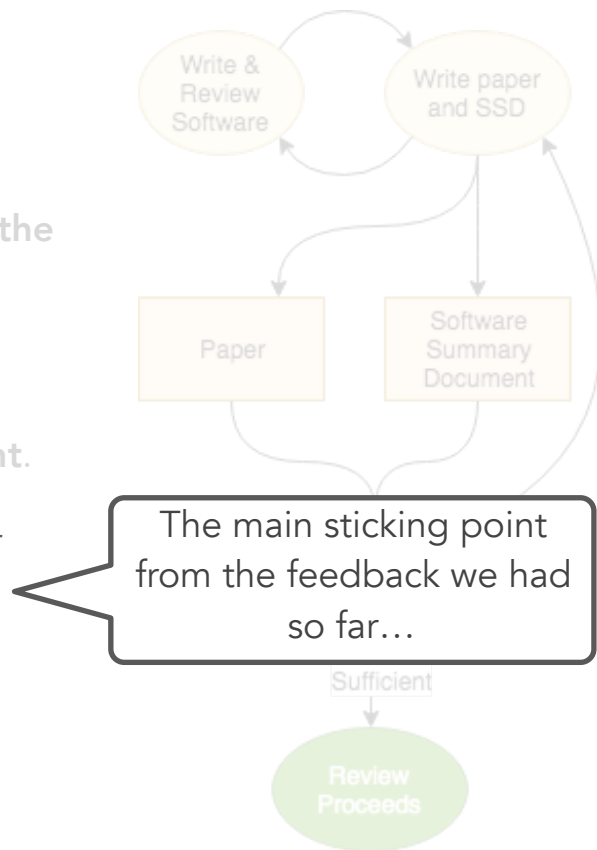 Write &
Review
Software
Write paper
and SSD
the
Paper
Software
Summary
Document
nt.
The main sticking point
from the feedback we had
so far…
Sufficient
Review
Proceeds